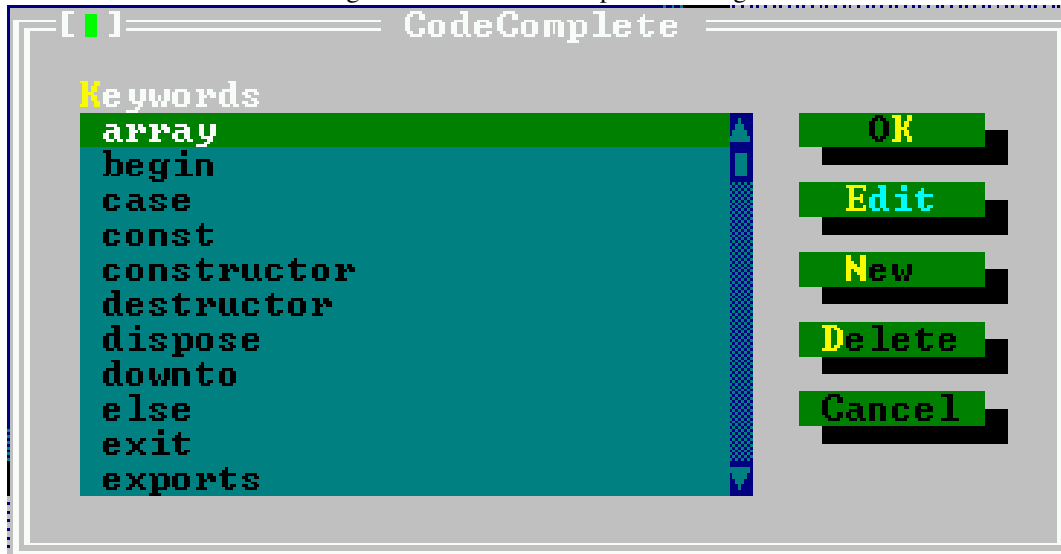 CodeComplete
Keywords
array
begin
case
const
constructor
destructor
dispose
downto
else
exit
exports
OK
Edit
New
Delete
Cancel